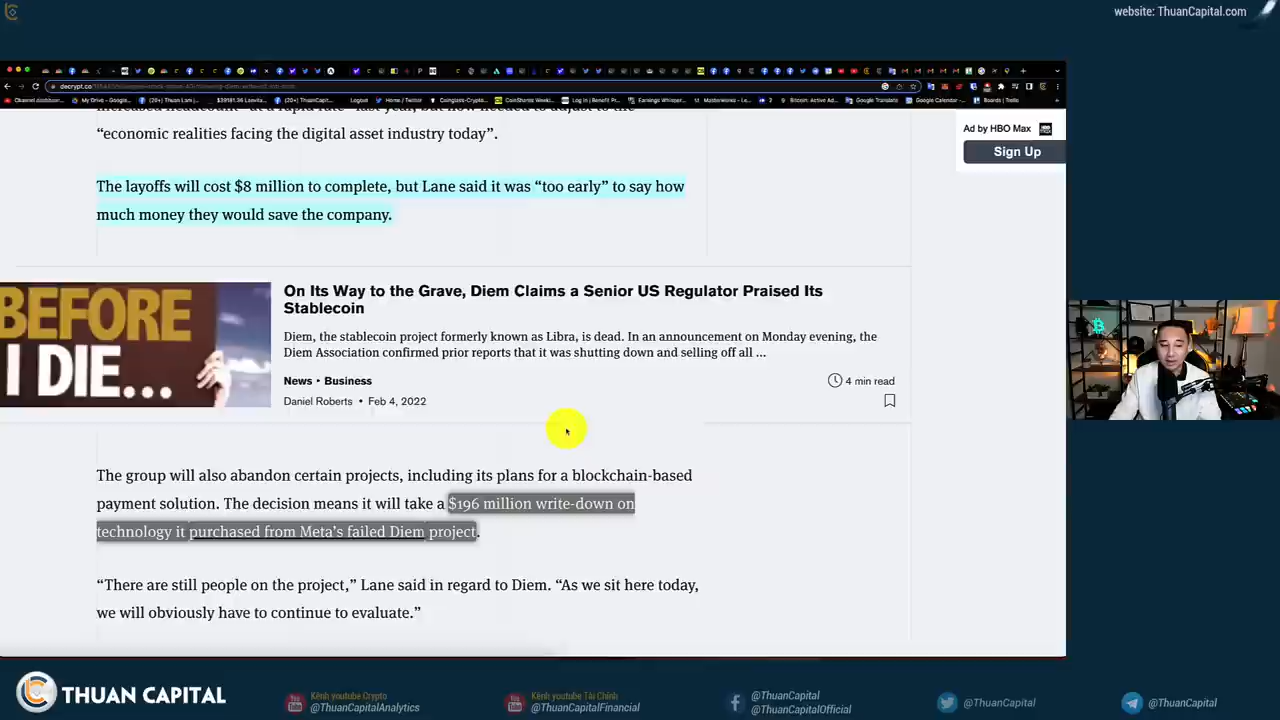 website: ThuanCapital.com
Ad by HBO Max
Sign Up
“economic realities facing the digital asset industry today”.
The layoffs will cost $8 million to complete, but Lane said it was “too early” to say how
much money they would save the company.
BEFORE
I DIE...
On Its Way to the Grave, Diem Claims a Senior US Regulator Praised Its
Stablecoin
Diem, the stablecoin project formerly known as Libra, is dead. In an announcement on Monday evening, the
Diem Association confirmed prior reports that it was shutting down and selling off all ...
News • Business
4 min read
Daniel Roberts • Feb 4, 2022
The group will also abandon certain projects, including its plans for a blockchain-based
payment solution. The decision means it will take a $196 million write-down on
technology it purchased from Meta’s failed Diem project.
“There are still people on the project,” Lane said in regard to Diem. “As we sit here today,
we will obviously have to continue to evaluate.”
THUAN CAPITAL
Kênh youtube Crypto
@ThuanCapitalAnalytics
Kênh youtube Tài Chính
@ThuanCapitalFinancial
@ThuanCapital
@ThuanCapitalOfficial
@ThuanCapital
@ThuanCapital